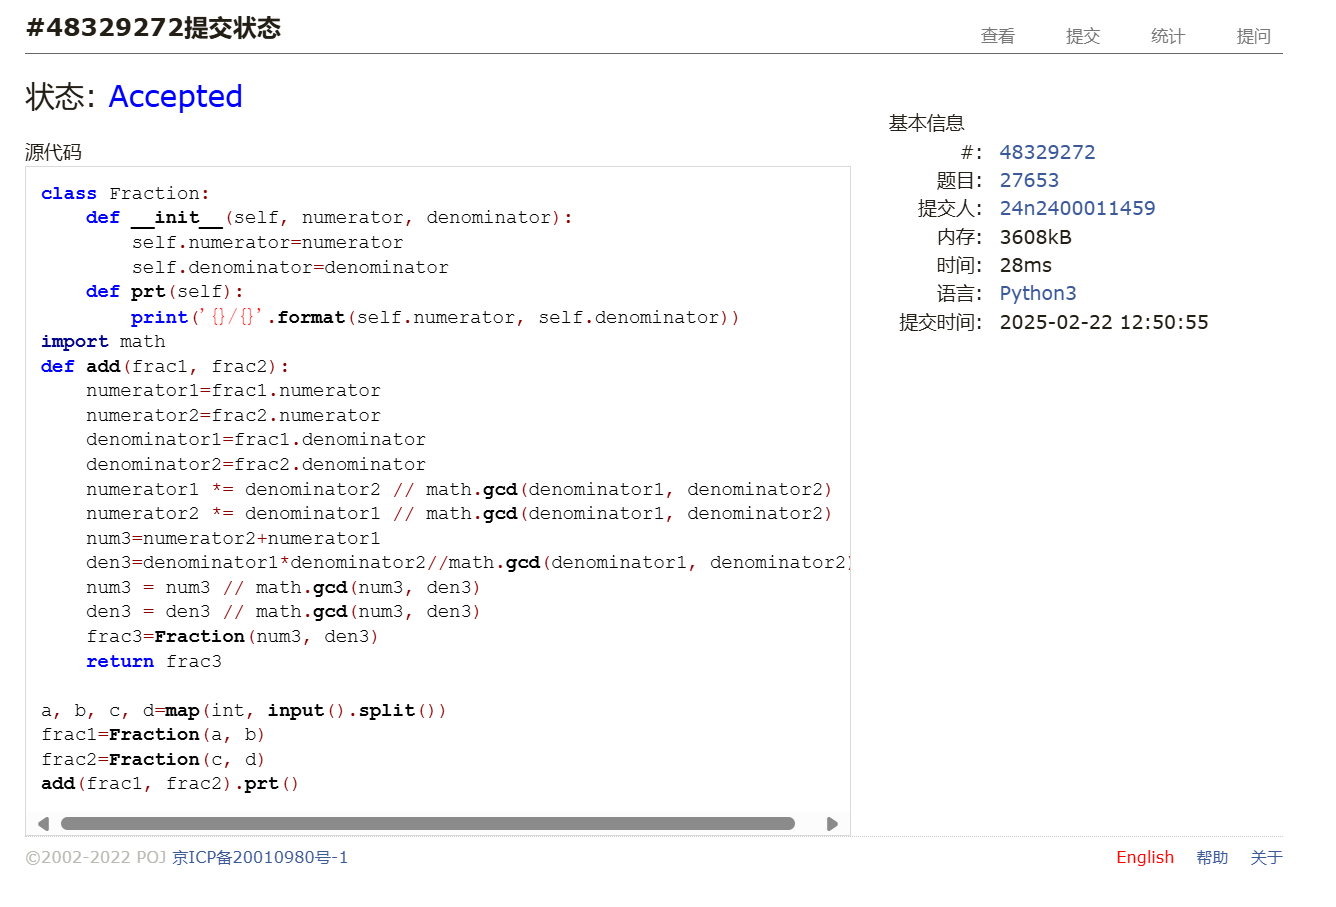 #48329272提交状态
查看 提交 统计 提问
状态: Accepted
源代码
class Fraction:
    def __init__(self, numerator, denominator):
        self.numerator=numerator
        self.denominator=denominator
    def prt(self):
        print('{}/{}'.format(self.numerator, self.denominator))
import math
def add(frac1, frac2):
    numerator1=frac1.numerator
    numerator2=frac2.numerator
    denominator1=frac1.denominator
    denominator2=frac2.denominator
    numerator1 *= denominator2 // math.gcd(denominator1, denominator2)
    numerator2 *= denominator1 // math.gcd(denominator1, denominator2)
    num3=numerator2+numerator1
    den3=denominator1*denominator2//math.gcd(denominator1, denominator2)
    num3 = num3 // math.gcd(num3, den3)
    den3 = den3 // math.gcd(num3, den3)
    frac3=Fraction(num3, den3)
    return frac3

a, b, c, d=map(int, input().split())
frac1=Fraction(a, b)
frac2=Fraction(c, d)
add(frac1, frac2).prt()
基本信息
#: 48329272
题目: 27653
提交人: 24n2400011459
内存: 3608kB
时间: 28ms
语言: Python3
提交时间: 2025-02-22 12:50:55
©2002-2022 POJ 京ICP备20010980号-1
English 帮助 关于